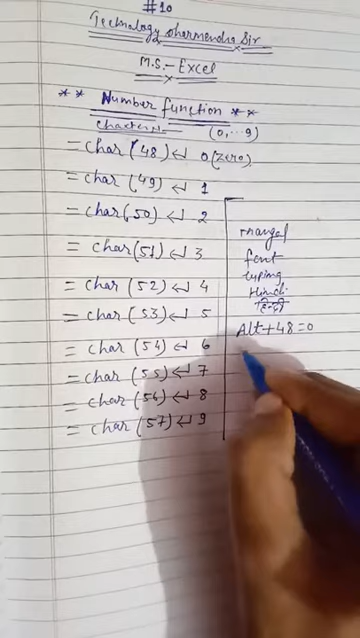 #10
Technology Dharmendra Sir
M.S.-Excel
** Number function **
(0,...9)
= char (48) ↵ 0(zero)
= char (49) ↵ 1
= char (50) ↵ 2
= char (51) ↵ 3
= char (52) ↵ 4
= char (53) ↵ 5
= char (54) ↵ 6
= char (55) ↵ 7
= char (56) ↵ 8
= char (57) ↵ 9
mangal
font
typing
Hindi
हिन्दी
Alt+48=0